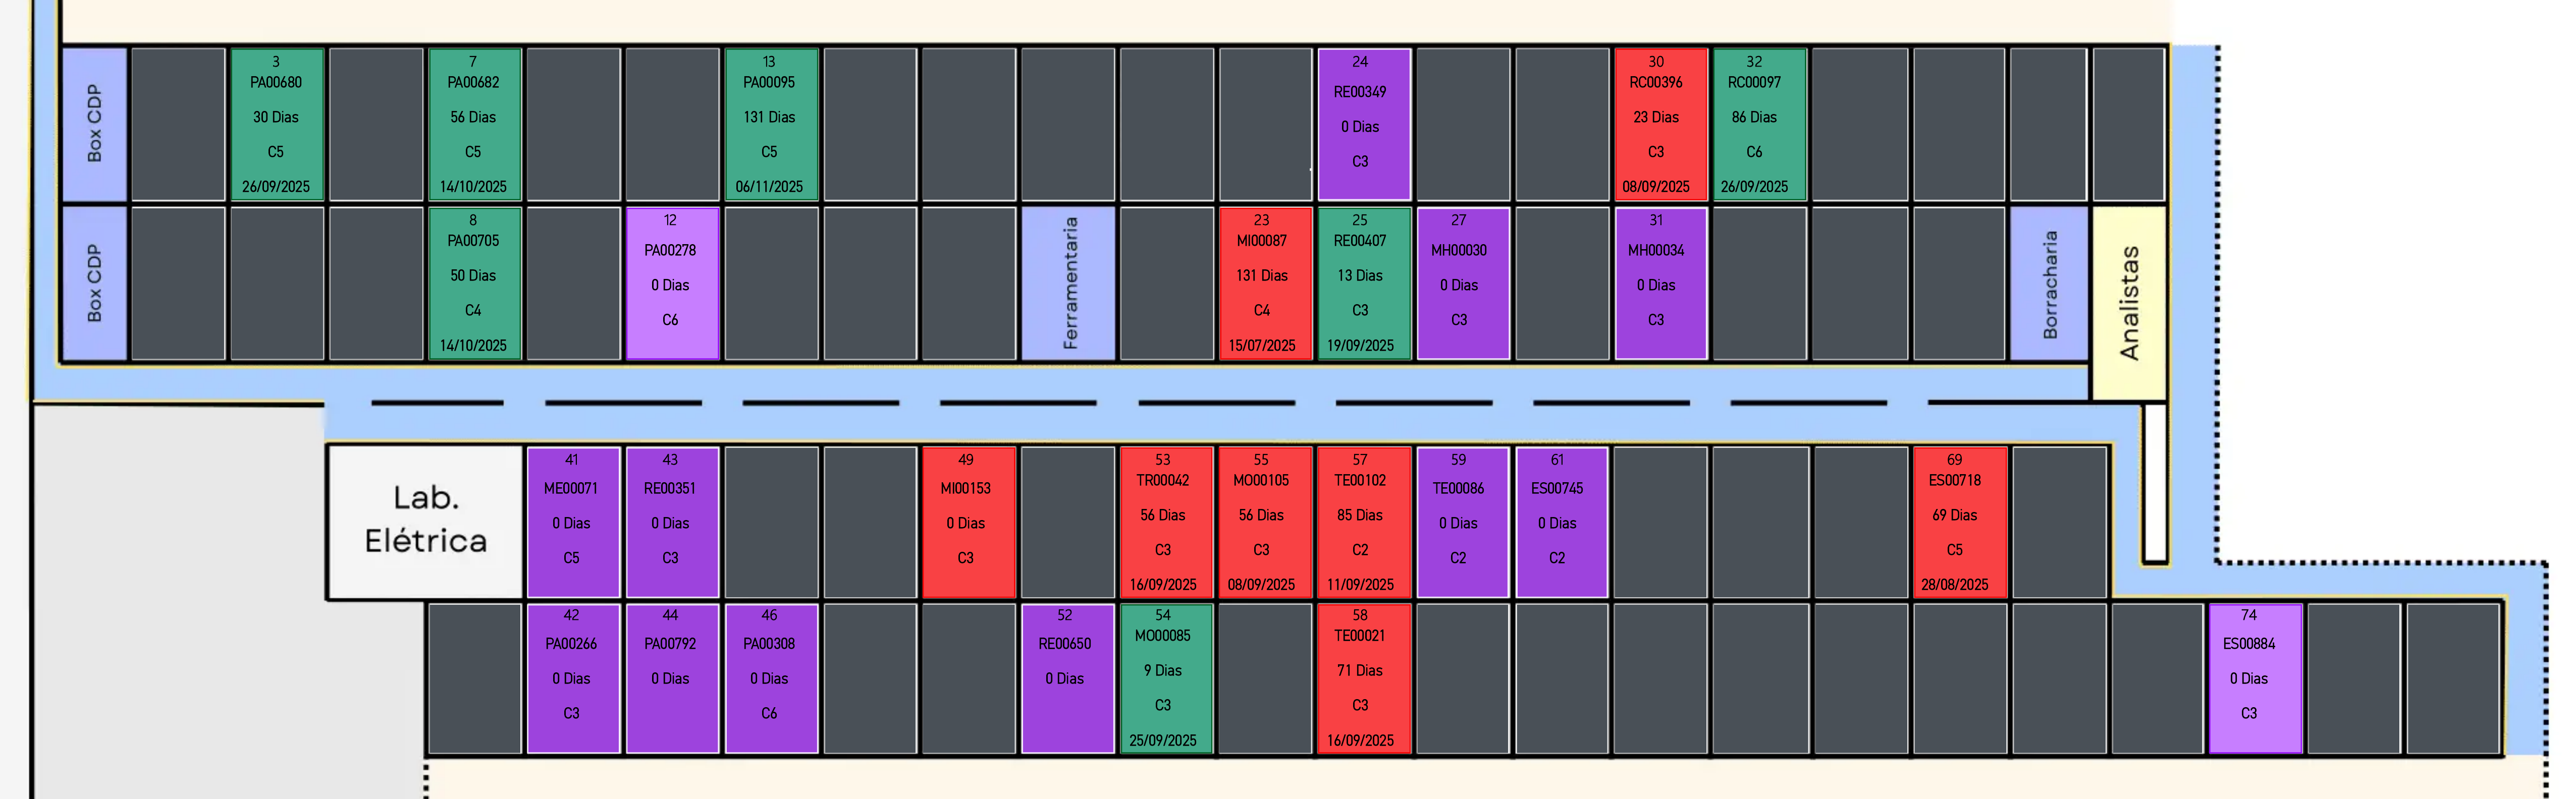 Box CDP
3
PA00680
30 Dias
C5
26/09/2025
7
PA00682
56 Dias
C5
14/10/2025
13
PA00095
131 Dias
C5
06/11/2025
24
RE00349
0 Dias
C3
30
RC00396
23 Dias
C3
08/09/2025
32
RC00097
86 Dias
C6
26/09/2025
Box CDP
8
PA00705
50 Dias
C4
14/10/2025
12
PA00278
0 Dias
C6
Ferramentaria
23
MI00087
131 Dias
C4
15/07/2025
25
RE00407
13 Dias
C3
19/09/2025
27
MH00030
0 Dias
C3
31
MH00034
0 Dias
C3
Borracharia
Analistas
Lab.
Elétrica
41
ME00071
0 Dias
C5
43
RE00351
0 Dias
C3
49
MI00153
0 Dias
C3
53
TR00042
56 Dias
C3
16/09/2025
55
MO00105
56 Dias
C3
08/09/2025
57
TE00102
85 Dias
C2
11/09/2025
59
TE00086
0 Dias
C2
61
ES00745
0 Dias
C2
69
ES00718
69 Dias
C5
28/08/2025
42
PA00266
0 Dias
C3
44
PA00792
0 Dias
46
PA00308
0 Dias
C6
52
RE00650
0 Dias
54
MO00085
9 Dias
C3
25/09/2025
58
TE00021
71 Dias
C3
16/09/2025
74
ES00884
0 Dias
C3